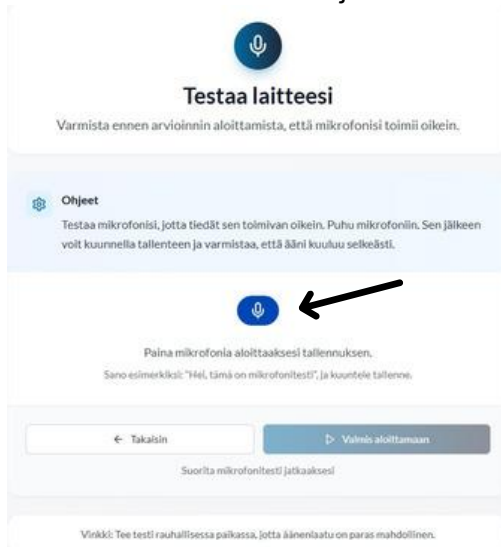 Testaa laitteesi
Varmista ennen arvioinnin aloittamista, että mikrofonisi toimii oikein.
Ohjeet
Testaa mikrofonisi, jotta tiedät sen toimivan oikein. Puhu mikrofoniin. Sen jälkeen
voit kuunnella tallenteen ja varmistaa, että ääni kuuluu selkeästi.
Paina mikrofonia aloittaaksesi tallennuksen.
Sano esimerkiksi: "Hei, tämä on mikrofonitesti", ja kuuntele tallenne.
← Takaisin
Valmis aloittamaan
Suorita mikrofonitesti jatkaaksesi
Vinkki: Tee testi rauhallisessa paikassa, jotta äänenlaatu on paras mahdollinen.